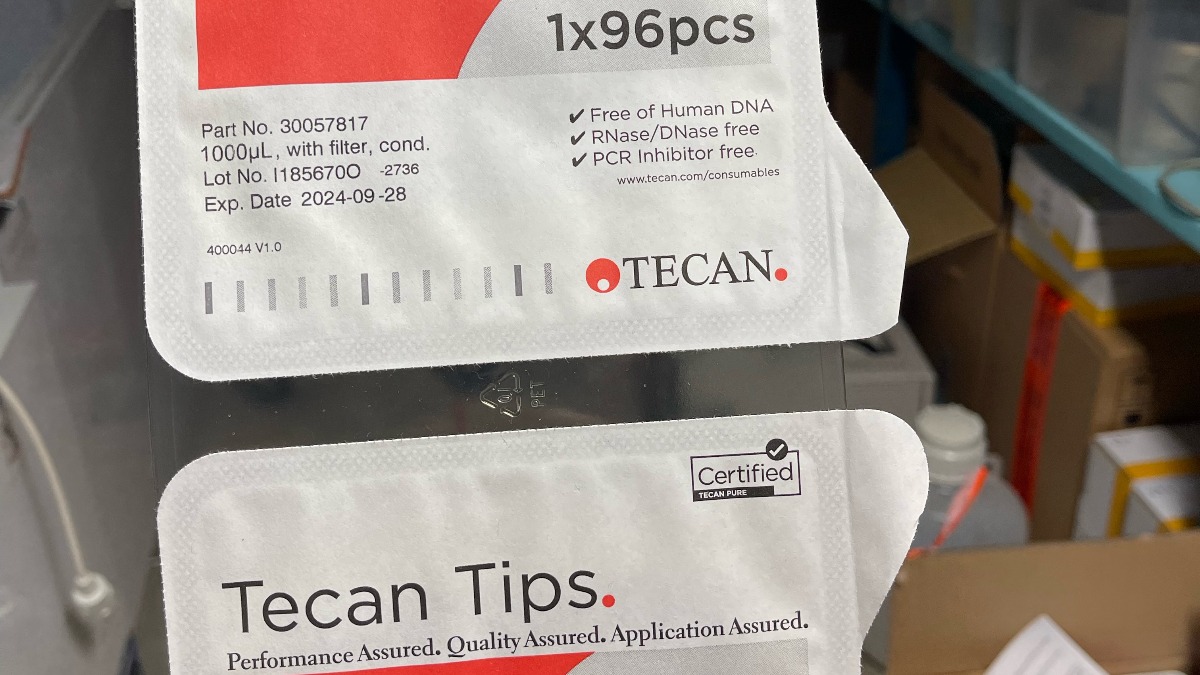 1x96pcs
Part No. 30057817
1000µL, with filter, cond.
Lot No. I185670O -2736
Exp. Date 2024-09-28
✔ Free of Human DNA
✔ RNase/DNase free
✔ PCR Inhibitor free.
www.tecan.com/consumables
400044 V1.0
TECAN.
01
PET
Certified
TECAN PURE
Tecan Tips.
Performance Assured. Quality Assured. Application Assured.